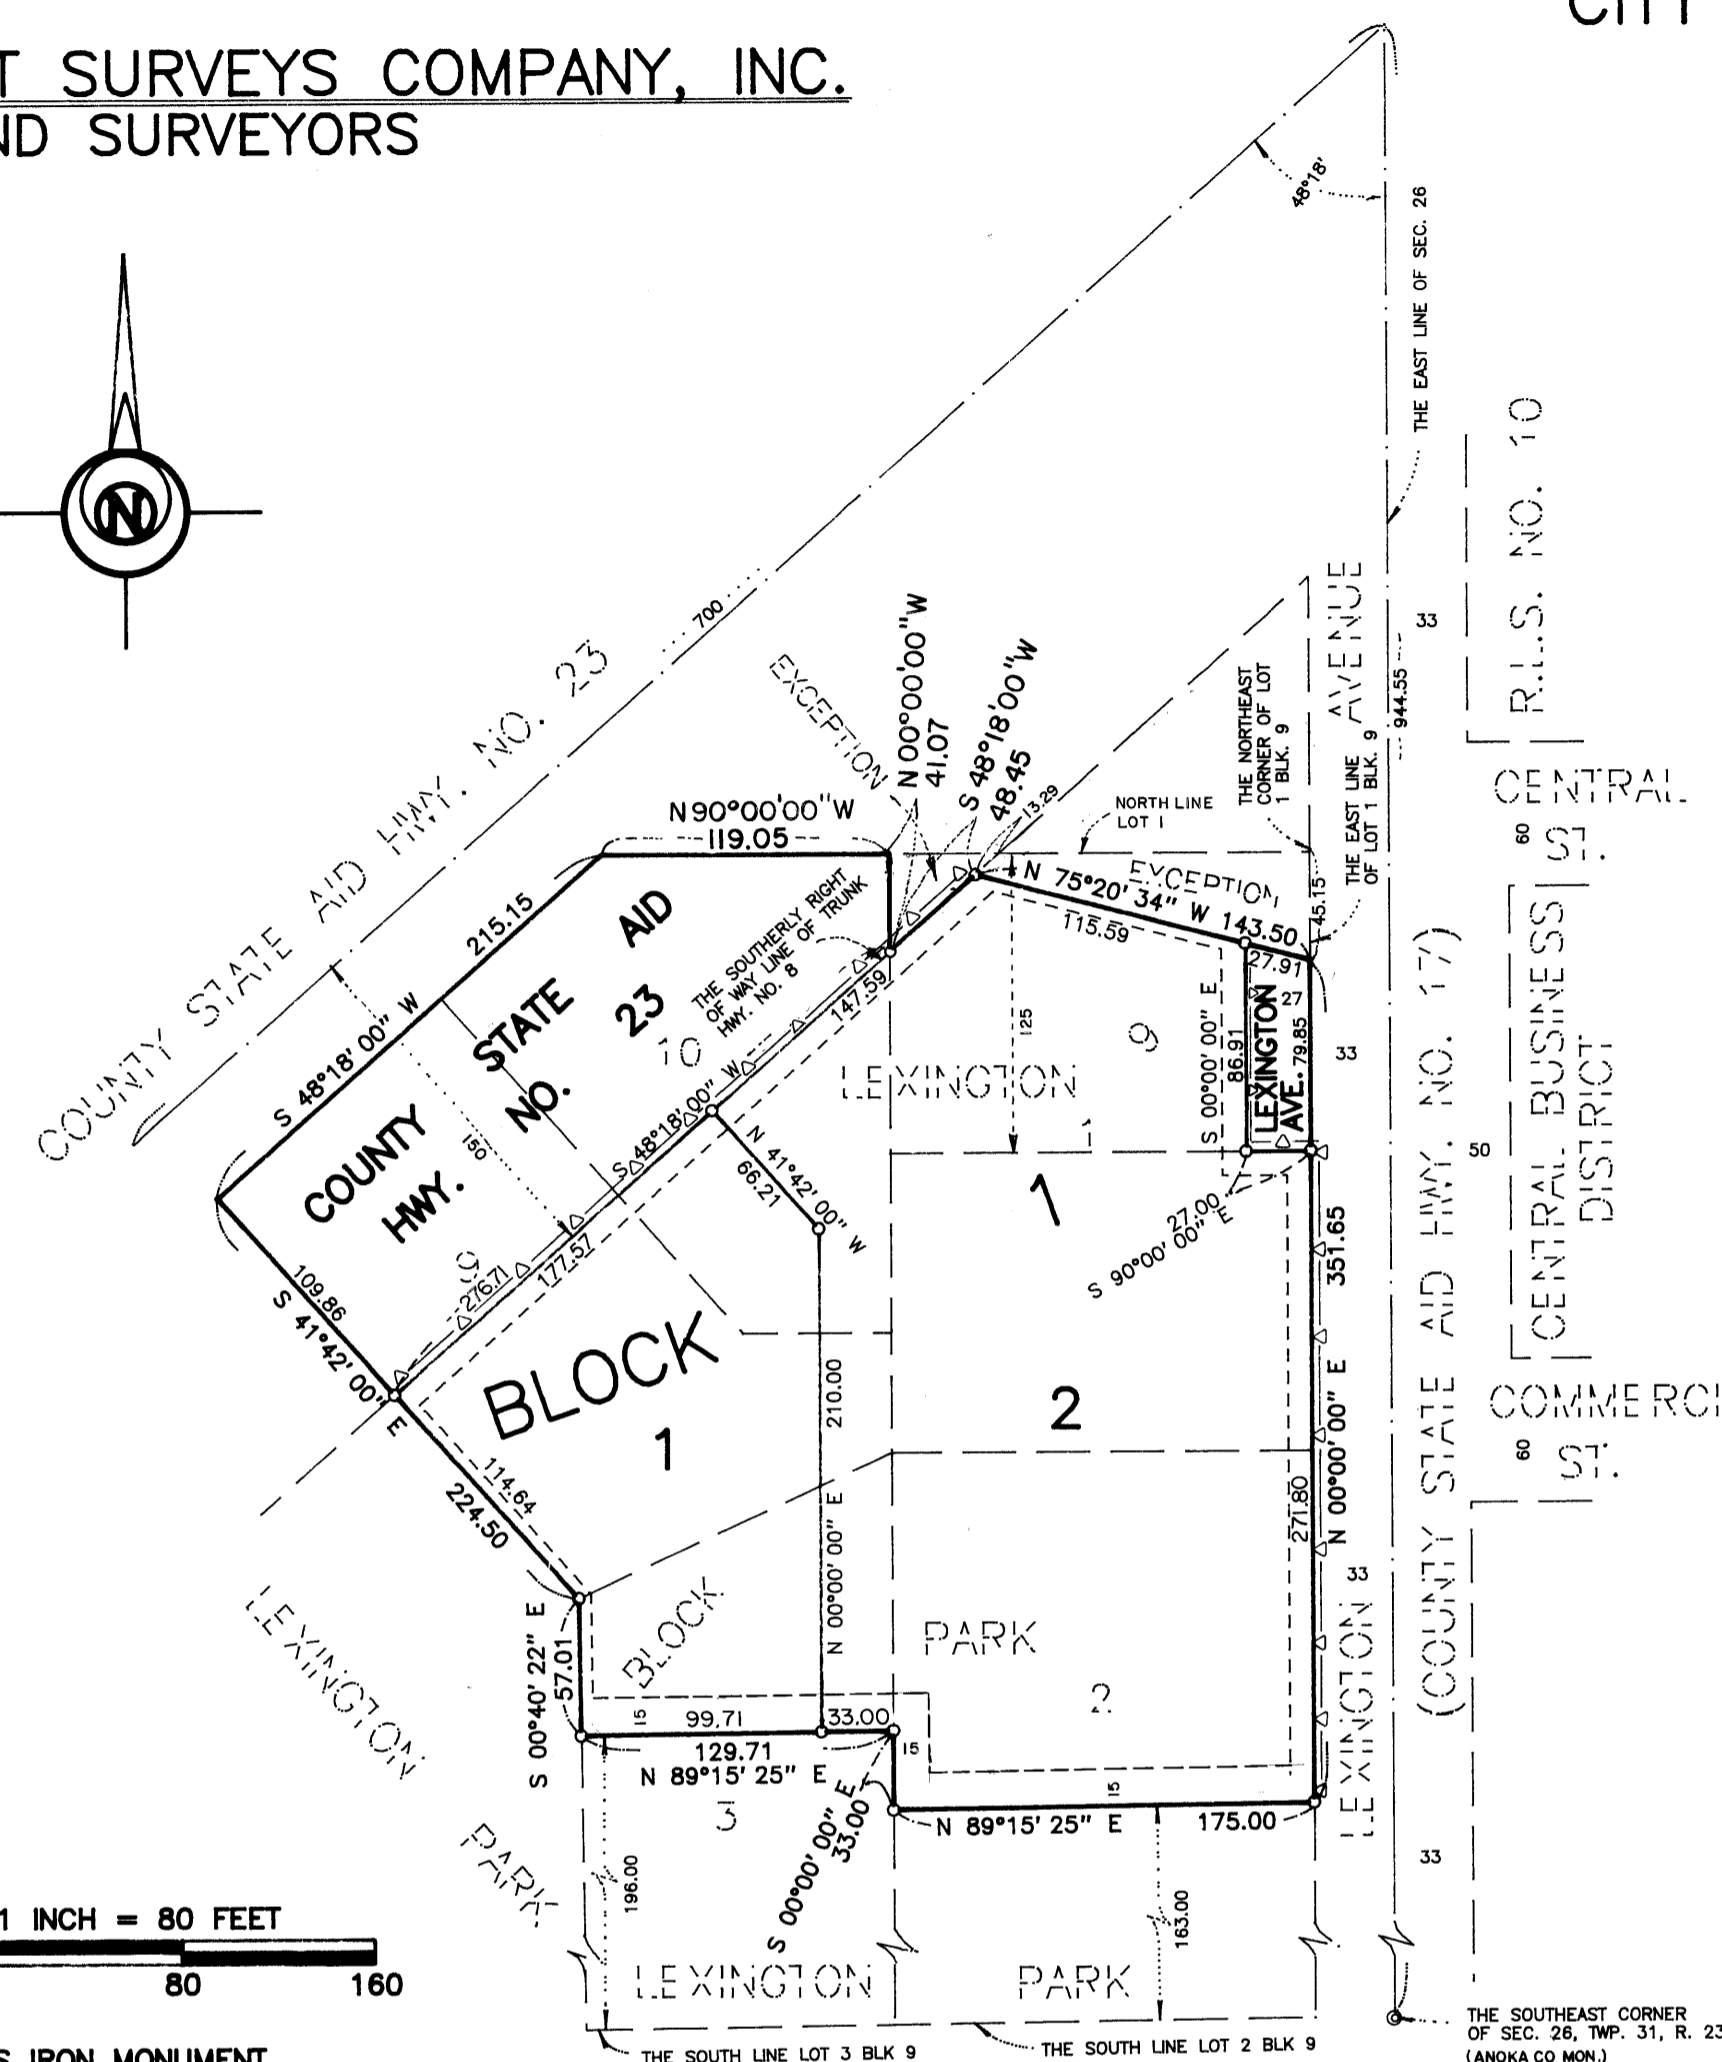 CITY
T SURVEYS COMPANY, INC.
ND SURVEYORS
N
48°18'
THE EAST LINE OF SEC. 26
R.L.S. NO. 10
33
944.55
AVENUE
THE NORTHEAST
CORNER OF LOT
1 BLK. 9
THE EAST LINE
OF LOT 1 BLK. 9
CENTRAL
60 ST.
700
COUNTY STATE AID HWY. NO. 23
EXCEPTION
N 00°00'00" W
41.07
S 48°18'00" W
48.45
13.29
NORTH LINE
LOT 1
N 90°00'00" W
119.05
EXCEPTION
N 75°20'34" W 143.50
115.59
45.15
27.91
27
LEXINGTON
AVE.
79.85
86.91
S 00°00'00" E
33
215.15
S 48°18'00" W
COUNTY STATE AID
HWY. NO. 23
THE SOUTHERLY RIGHT
OF WAY LINE OF TRUNK
HWY. NO. 8
10
147.59
S 48°18'00" W
150
125
9
LEXINGTON
1
1
N 41°42'00" W
66.21
27.00
S 90°00'00" E
351.65
50
CENTRAL BUSINESS
DISTRICT
(COUNTY STATE AID HWY. NO. 17)
109.86
S 41°42'00" E
9
276.71
177.57
BLOCK
1
210.00
N 00°00'00" E
2
271.80
N 00°00'00" E
COMMERCI
60 ST.
114.64
224.50
33
LEXINGTON
PARK
BLOCK
PARK
2
S 00°40'22" E
57.01
15
99.71
33.00
129.71
N 89°15'25" E
15
3
S 00°00'00" E
33.00
15
N 89°15'25" E 175.00
LEXINGTON
33
196.00
163.00
1 INCH = 80 FEET
80 160
LEXINGTON PARK
S IRON MONUMENT
THE SOUTH LINE LOT 3 BLK 9
THE SOUTH LINE LOT 2 BLK 9
THE SOUTHEAST CORNER
OF SEC. 26, TWP. 31, R. 23
(ANOKA CO MON.)